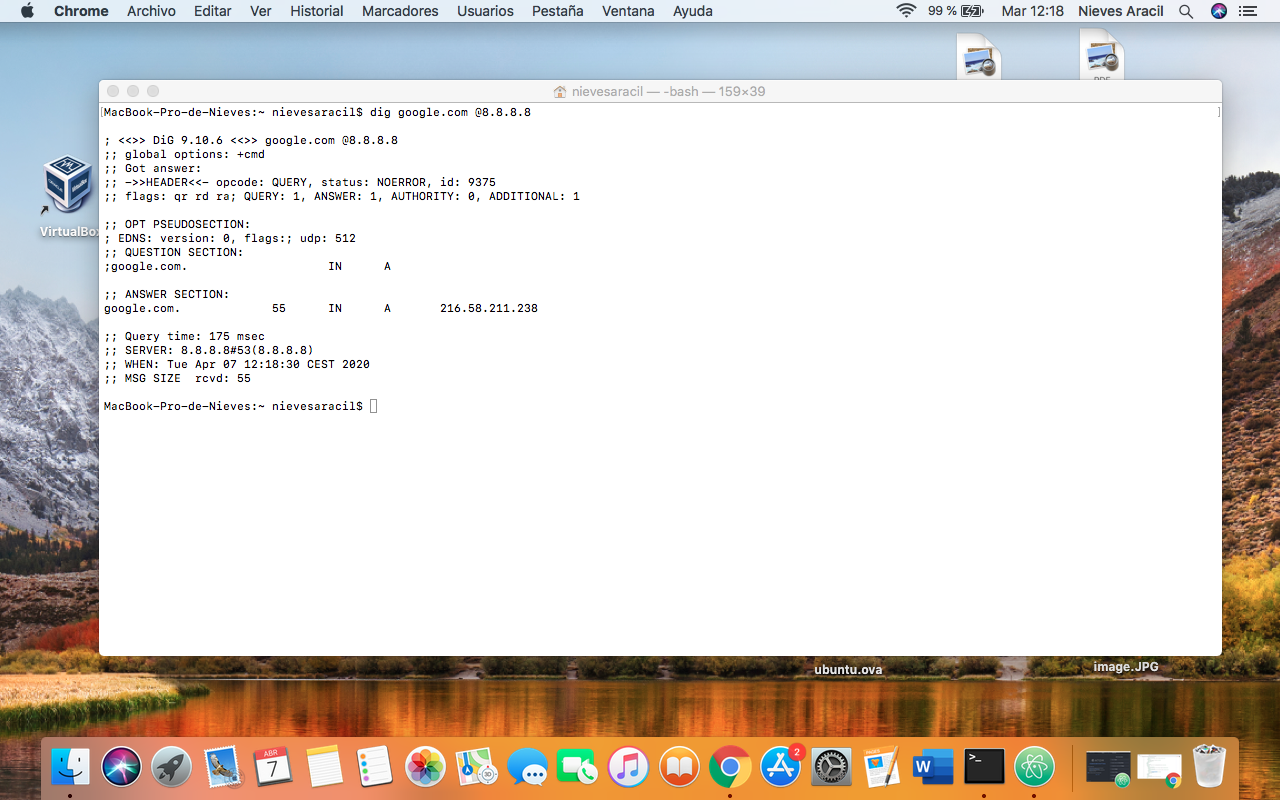 Chrome Archivo Editar Ver Historial Marcadores Usuarios Pestaña Ventana Ayuda 99 % Mar 12:18 Nieves Aracil
nievesaracil — -bash — 159×39
MacBook-Pro-de-Nieves:~ nievesaracil$ dig google.com @8.8.8.8
; <<>> DiG 9.10.6 <<>> google.com @8.8.8.8
;; global options: +cmd
;; Got answer:
;; ->>HEADER<<- opcode: QUERY, status: NOERROR, id: 9375
;; flags: qr rd ra; QUERY: 1, ANSWER: 1, AUTHORITY: 0, ADDITIONAL: 1
;; OPT PSEUDOSECTION:
; EDNS: version: 0, flags:; udp: 512
;; QUESTION SECTION:
;google.com. IN A
;; ANSWER SECTION:
google.com. 55 IN A 216.58.211.238
;; Query time: 175 msec
;; SERVER: 8.8.8.8#53(8.8.8.8)
;; WHEN: Tue Apr 07 12:18:30 CEST 2020
;; MSG SIZE rcvd: 55
MacBook-Pro-de-Nieves:~ nievesaracil$
VirtualBox
ubuntu.ova
image.JPG
ABR
7
PAGES
W
>_
2